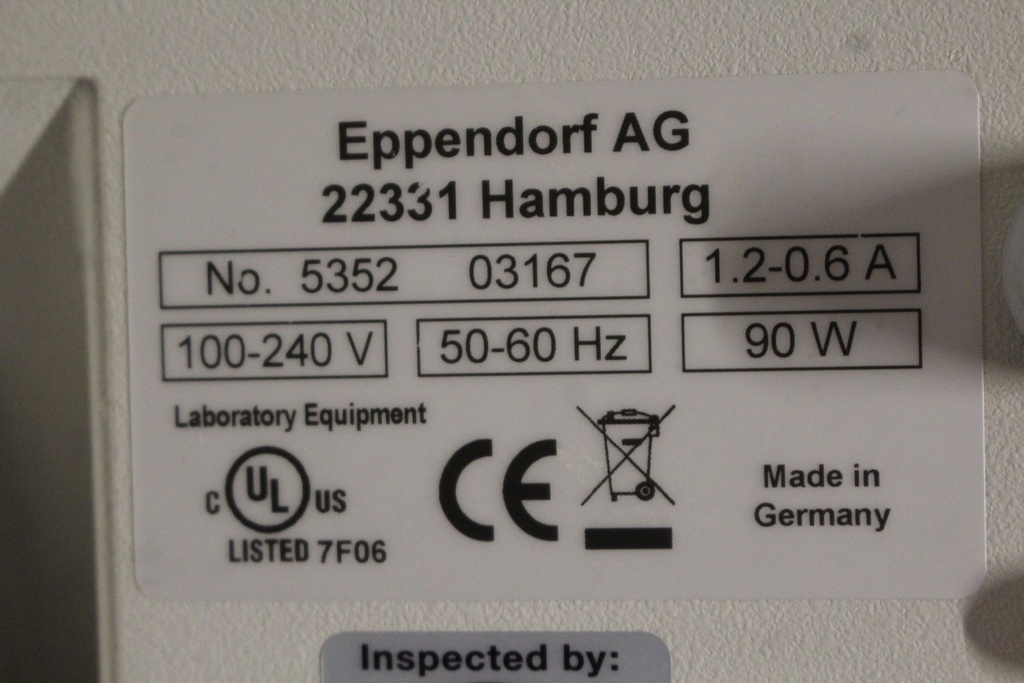 Eppendorf AG
22331 Hamburg
No. 5352 03167 1.2-0.6 A
100-240 V 50-60 Hz 90 W
Laboratory Equipment
C UL US
LISTED 7F06
CE
Made in
Germany
Inspected by: